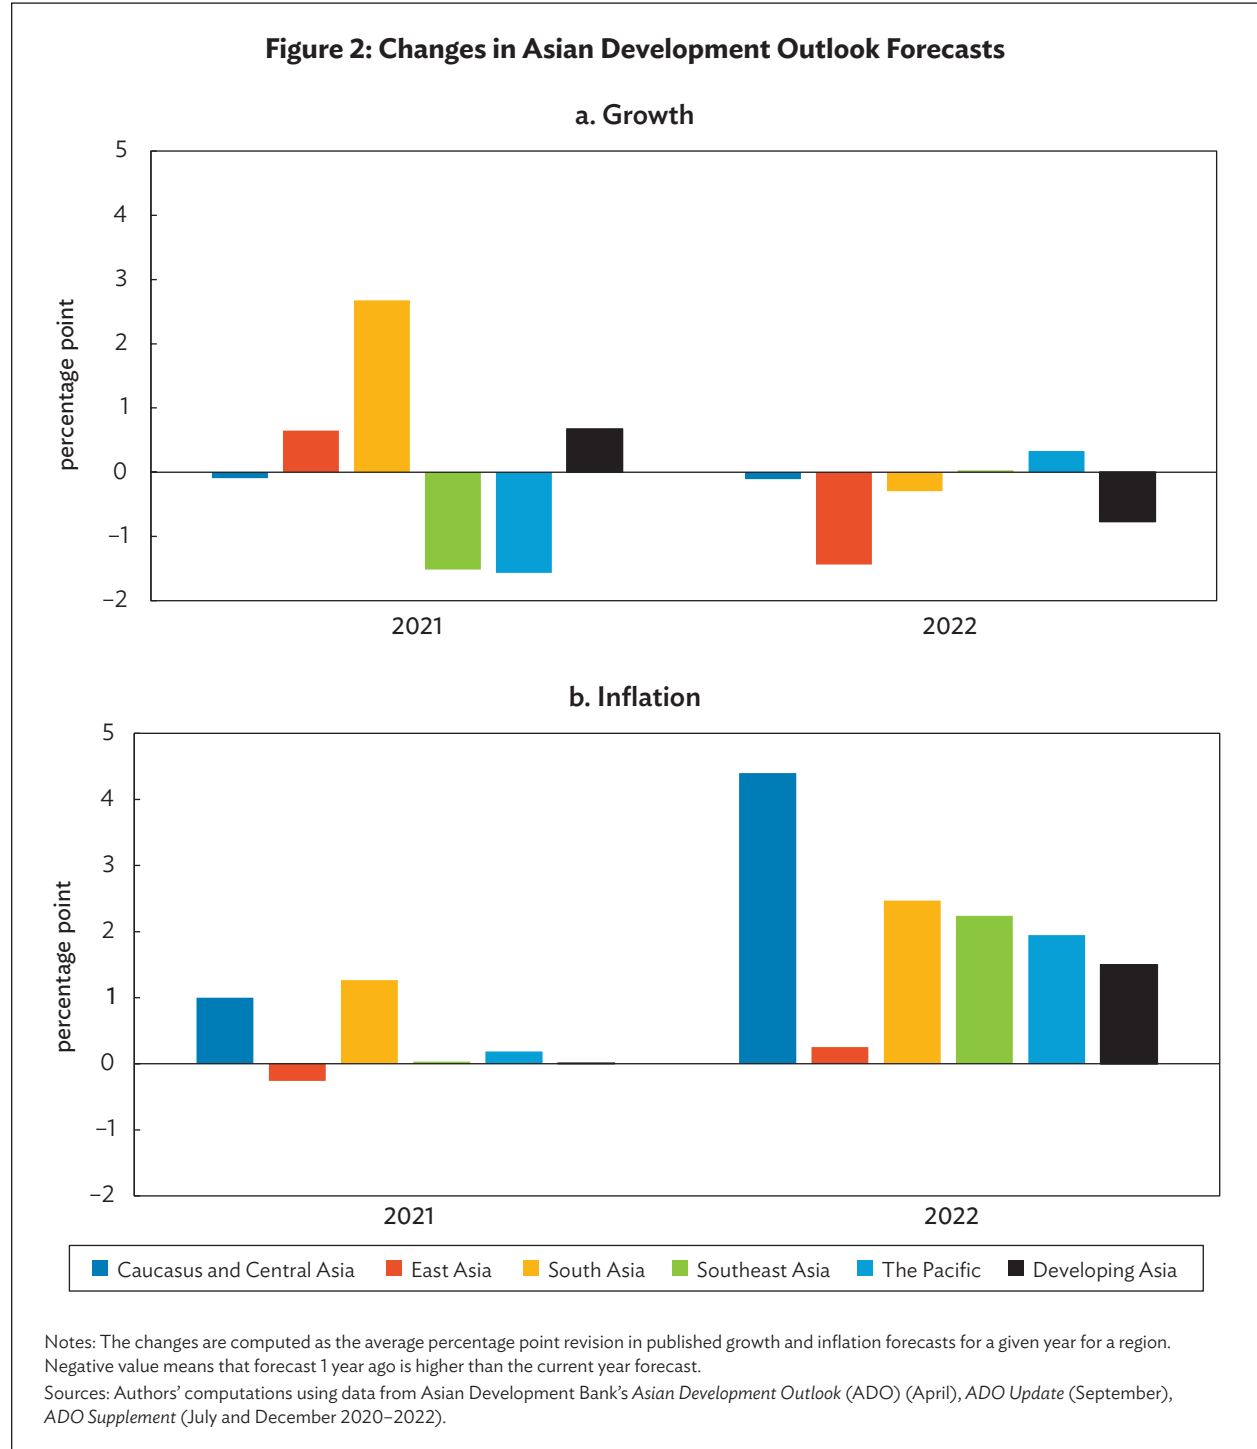 Figure 2: Changes in Asian Development Outlook Forecasts
a. Growth
percentage point
5
4
3
2
1
0
–1
–2
2021 2022
b. Inflation
percentage point
5
4
3
2
1
0
–1
–2
2021 2022
Caucasus and Central Asia East Asia South Asia Southeast Asia The Pacific Developing Asia
Notes: The changes are computed as the average percentage point revision in published growth and inflation forecasts for a given year for a region.
Negative value means that forecast 1 year ago is higher than the current year forecast.
Sources: Authors’ computations using data from Asian Development Bank’s Asian Development Outlook (ADO) (April), ADO Update (September),
ADO Supplement (July and December 2020–2022).